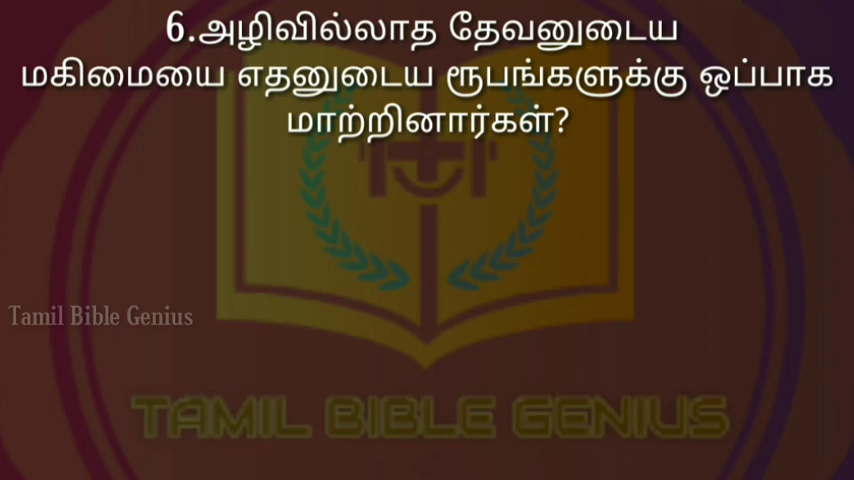 6.அழிவில்லாத தேவனுடைய
மகிமையை எதனுடைய ரூபங்களுக்கு ஒப்பாக
மாற்றினார்கள்?
Tamil Bible Genius
TAMIL BIBLE GENIUS